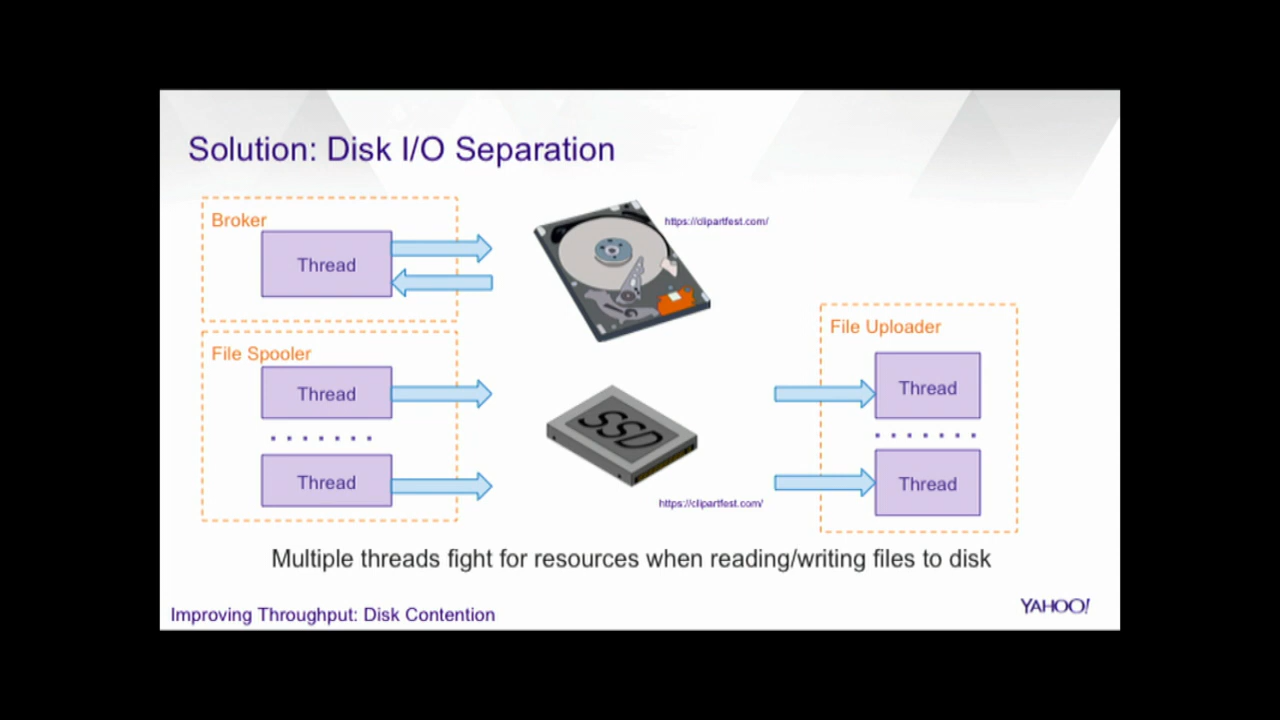 Solution: Disk I/O Separation
Broker
Thread
https://clipartfest.com/
File Spooler
Thread
Thread
SSD
https://clipartfest.com/
File Uploader
Thread
Thread
Multiple threads fight for resources when reading/writing files to disk
Improving Throughput: Disk Contention
YAHOO!